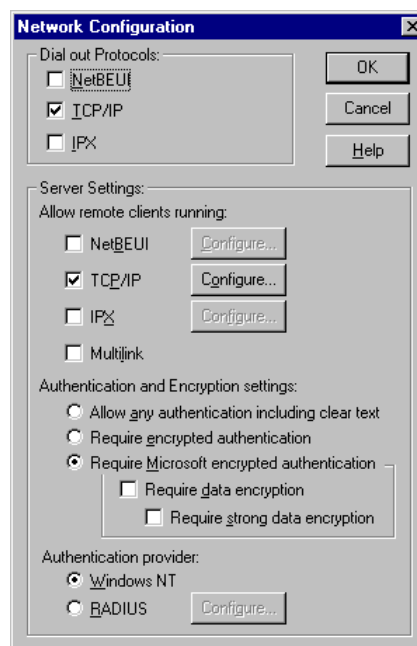 Network Configuration
Dial out Protocols:
NetBEUI
TCP/IP
IPX
OK
Cancel
Help
Server Settings:
Allow remote clients running:
NetBEUI Configure...
TCP/IP Configure...
IPX Configure...
Multilink
Authentication and Encryption settings:
Allow any authentication including clear text
Require encrypted authentication
Require Microsoft encrypted authentication
Require data encryption
Require strong data encryption
Authentication provider:
Windows NT
RADIUS Configure...